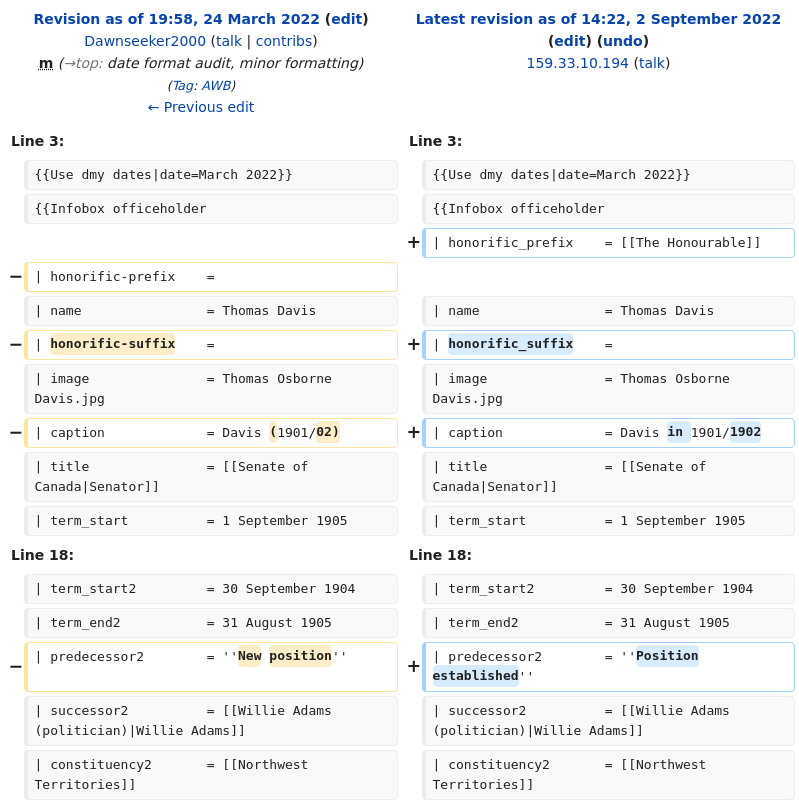 Revision as of 19:58, 24 March 2022 (edit)
Dawnseeker2000 (talk | contribs)
m (→top: date format audit, minor formatting)
(Tag: AWB)
← Previous edit
Latest revision as of 14:22, 2 September 2022
(edit) (undo)
159.33.10.194 (talk)
Line 3:
Line 3:
{{Use dmy dates|date=March 2022}}
{{Use dmy dates|date=March 2022}}
{{Infobox officeholder
{{Infobox officeholder
+ | honorific_prefix    = [[The Honourable]]
− | honorific-prefix    =
| name                = Thomas Davis
| name                = Thomas Davis
− | honorific-suffix    =
+ | honorific_suffix    =
| image               = Thomas Osborne
Davis.jpg
| image               = Thomas Osborne
Davis.jpg
− | caption             = Davis (1901/02)
+ | caption             = Davis in 1901/1902
| title               = [[Senate of
Canada|Senator]]
| title               = [[Senate of
Canada|Senator]]
| term_start          = 1 September 1905
| term_start          = 1 September 1905
Line 18:
Line 18:
| term_start2         = 30 September 1904
| term_start2         = 30 September 1904
| term_end2           = 31 August 1905
| term_end2           = 31 August 1905
− | predecessor2        = ''New position''
+ | predecessor2        = ''Position
established''
| successor2          = [[Willie Adams
(politician)|Willie Adams]]
| successor2          = [[Willie Adams
(politician)|Willie Adams]]
| constituency2       = [[Northwest
Territories]]
| constituency2       = [[Northwest
Territories]]